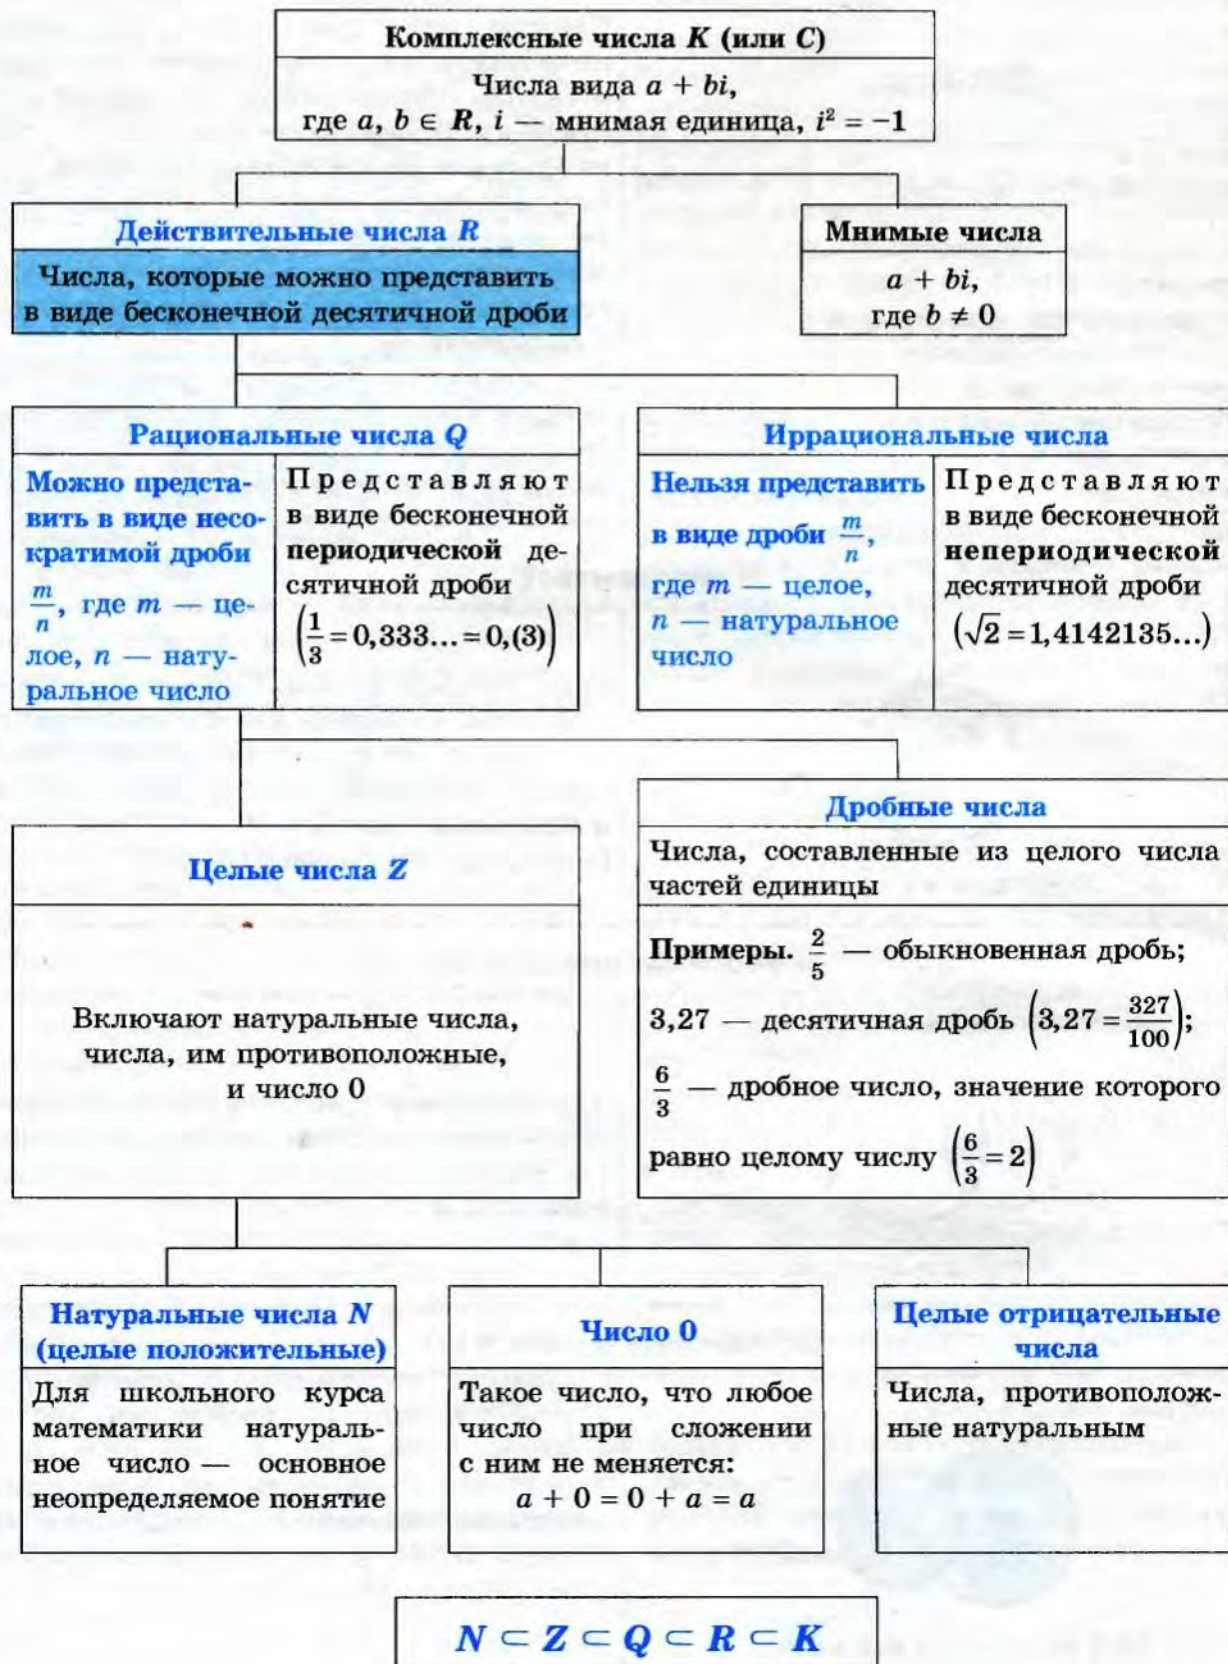 Комплексные числа K (или C)
Числа вида a + bi,
где a, b ∈ R, i — мнимая единица, i² = −1
Действительные числа R
Числа, которые можно представить
в виде бесконечной десятичной дроби
Мнимые числа
a + bi,
где b ≠ 0
Рациональные числа Q
Можно предста-
вить в виде несо-
кратимой дроби
m/n, где m — це-
лое, n — нату-
ральное число
Представляют
в виде бесконечной
периодической де-
сятичной дроби
(1/3 = 0,333... = 0,(3))
Иррациональные числа
Нельзя представить
в виде дроби m/n,
где m — целое,
n — натуральное
число
Представляют
в виде бесконечной
непериодической
десятичной дроби
(√2 = 1,4142135...)
Целые числа Z
Включают натуральные числа,
числа, им противоположные,
и число 0
Дробные числа
Числа, составленные из целого числа
частей единицы
Примеры. 2/5 — обыкновенная дробь;
3,27 — десятичная дробь (3,27 = 327/100);
6/3 — дробное число, значение которого
равно целому числу (6/3 = 2)
Натуральные числа N
(целые положительные)
Для школьного курса
математики натураль-
ное число — основное
неопределяемое понятие
Число 0
Такое число, что любое
число при сложении
с ним не меняется:
a + 0 = 0 + a = a
Целые отрицательные
числа
Числа, противополож-
ные натуральным
N ⊂ Z ⊂ Q ⊂ R ⊂ K